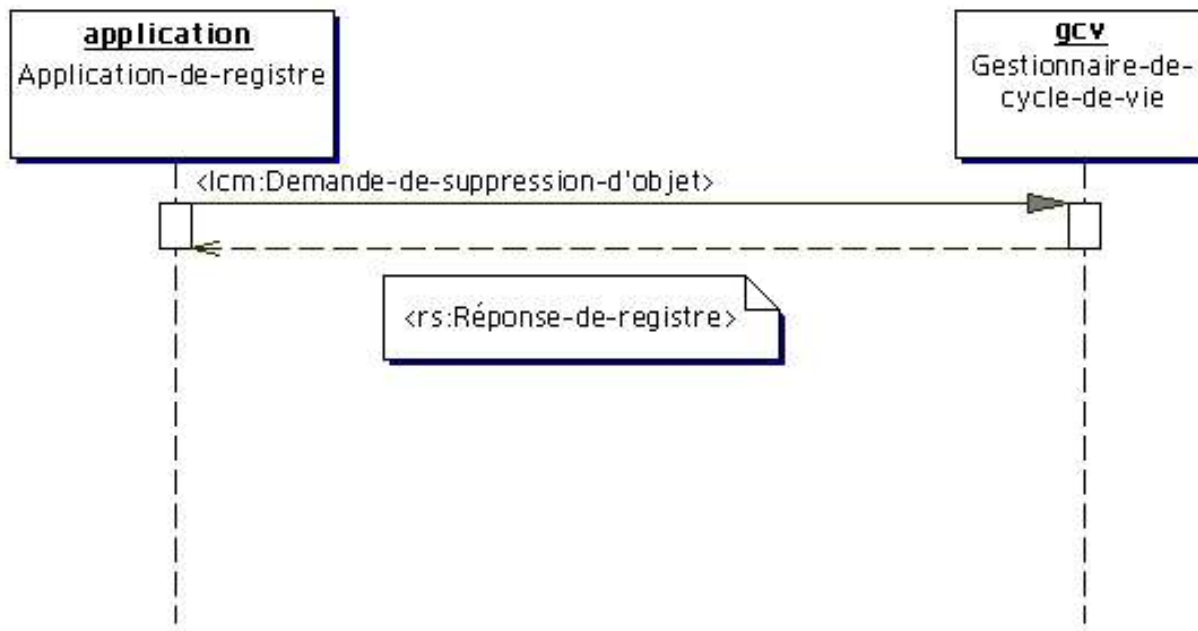 application
Application-de-registre
gcv
Gestionnaire-de-
cycle-de-vie
<lcm:Demande-de-suppression-d'objet>
<rs:Réponse-de-registre>